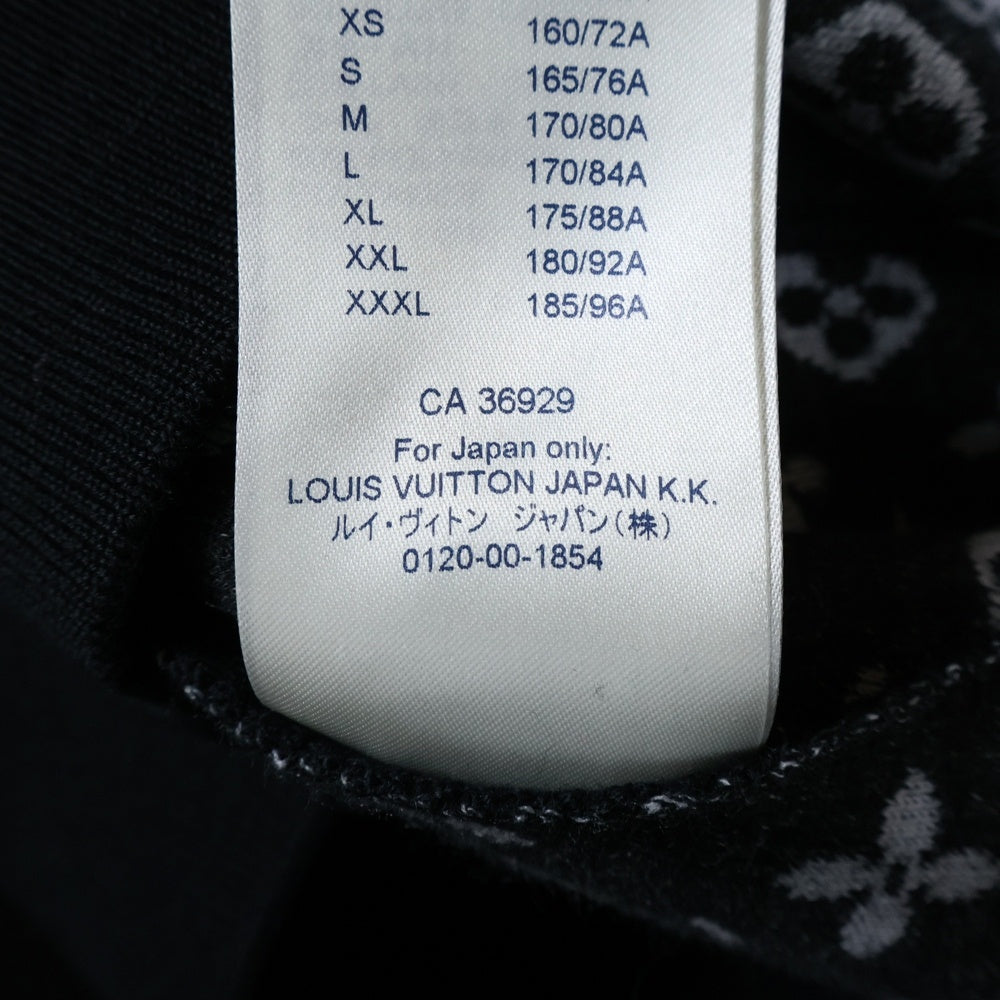 XS 160/72A
S 165/76A
M 170/80A
L 170/84A
XL 175/88A
XXL 180/92A
XXXL 185/96A
CA 36929
For Japan only:
LOUIS VUITTON JAPAN K.K.
ルイ・ヴィトン ジャパン(株)
0120-00-1854